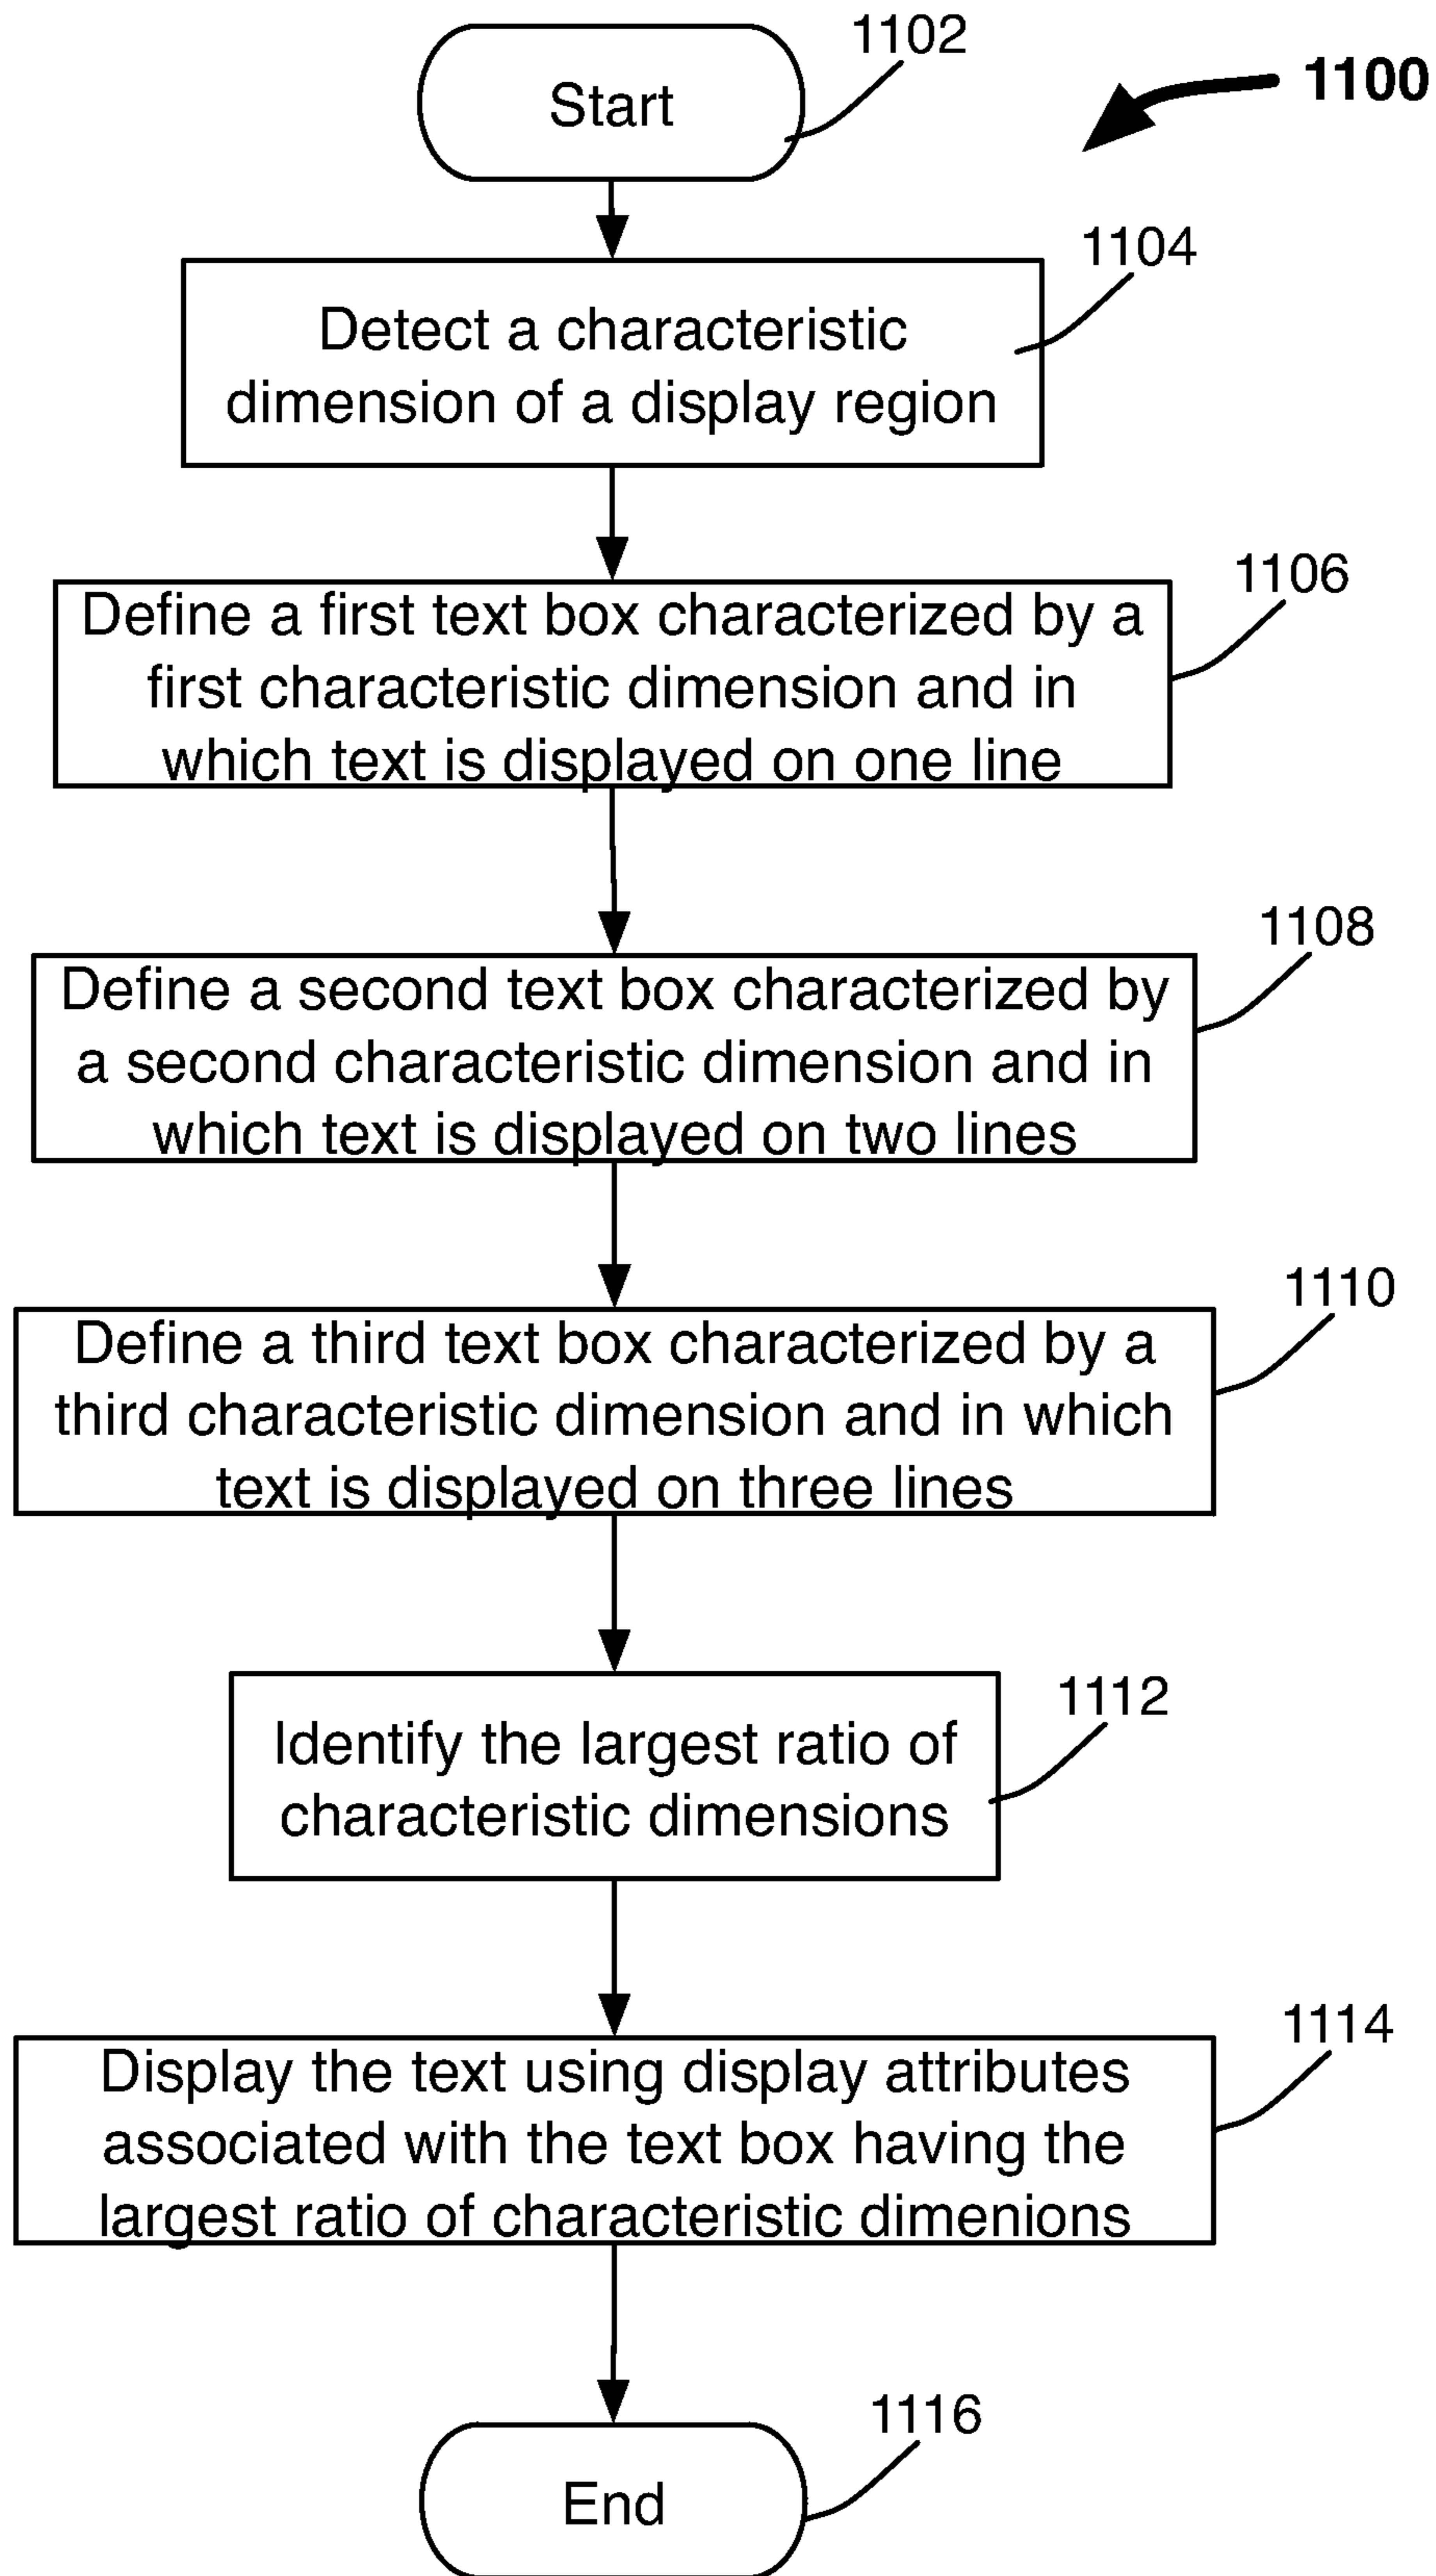 1102
1100
Start
1104
Detect a characteristic
dimension of a display region
1106
Define a first text box characterized by a
first characteristic dimension and in
which text is displayed on one line
1108
Define a second text box characterized by
a second characteristic dimension and in
which text is displayed on two lines
1110
Define a third text box characterized by a
third characteristic dimension and in which
text is displayed on three lines
1112
Identify the largest ratio of
characteristic dimensions
1114
Display the text using display attributes
associated with the text box having the
largest ratio of characteristic dimenions
1116
End